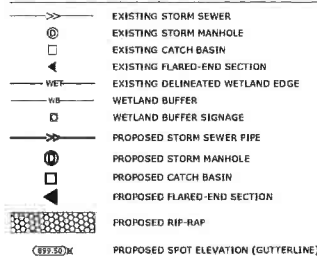 EXISTING STORM SEWER
D EXISTING STORM MANHOLE
EXISTING CATCH BASIN
EXISTING FLARED-END SECTION
WET EXISTING DELINEATED WETLAND EDGE
WB WETLAND BUFFER
WETLAND BUFFER SIGNAGE
PROPOSED STORM SEWER PIPE
D PROPOSED STORM MANHOLE
PROPOSED CATCH BASIN
PROPOSED FLARED-END SECTION
PROPOSED RIP-RAP
(899.50) PROPOSED SPOT ELEVATION (GUTTERLINE)